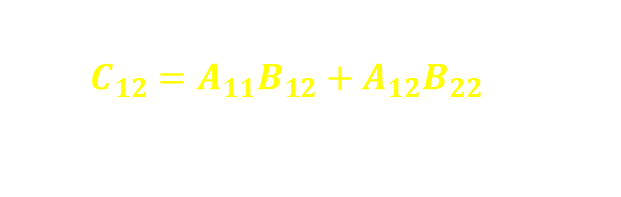 C₁₂ = A₁₁B₁₂ + A₁₂B₂₂